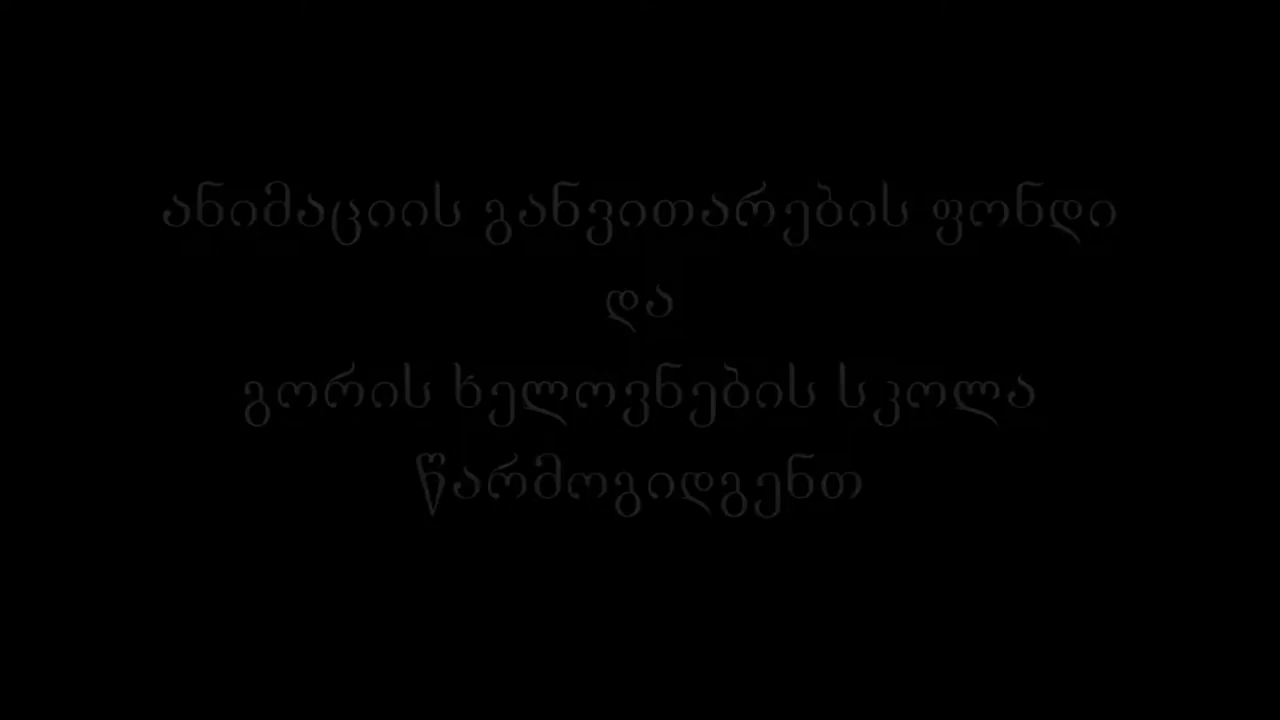 ანიმაციის განვითარების ფონდი
და
გორის ხელოვნების სკოლა
წარმოგიდგენთ